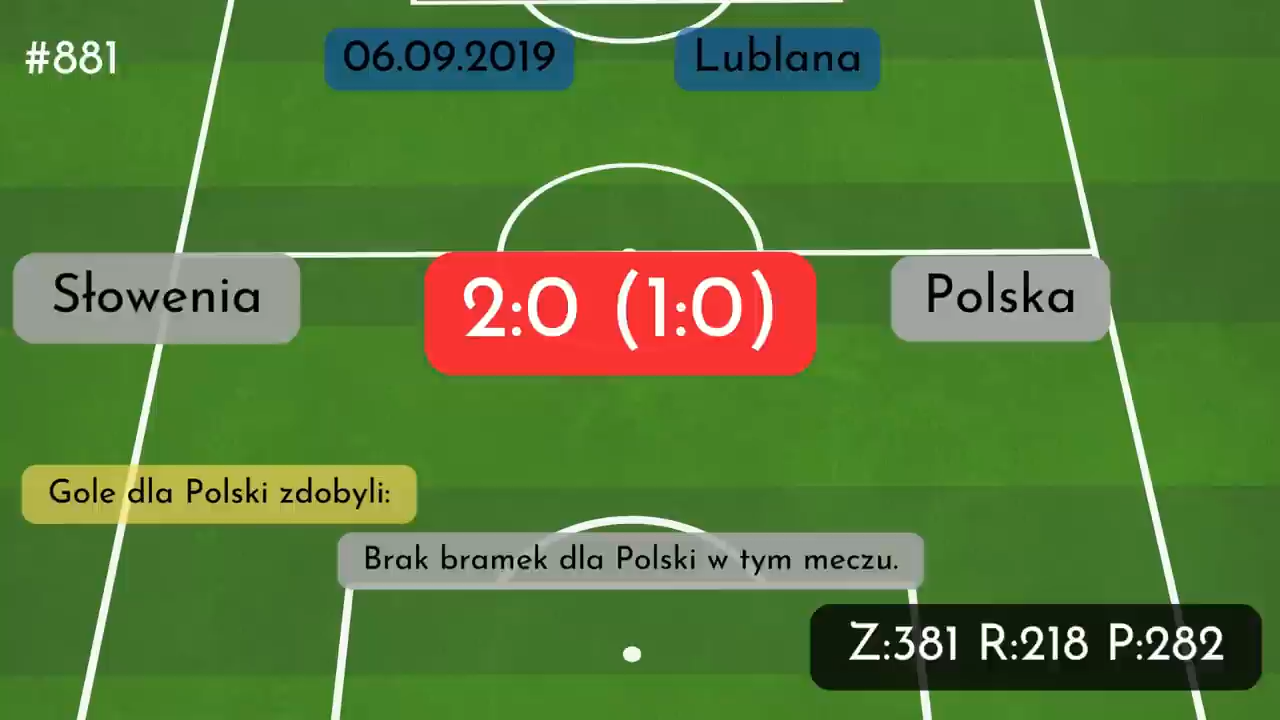 #881
06.09.2019
Lublana
Słowenia
2:0 (1:0)
Polska
Gole dla Polski zdobyli:
Brak bramek dla Polski w tym meczu.
Z:381 R:218 P:282